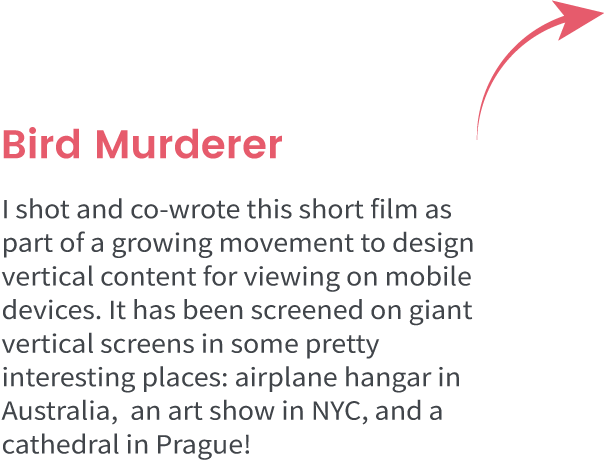 Bird Murderer
I shot and co-wrote this short film as
part of a growing movement to design
vertical content for viewing on mobile
devices. It has been screened on giant
vertical screens in some pretty
interesting places: airplane hangar in
Australia,  an art show in NYC, and a
cathedral in Prague!